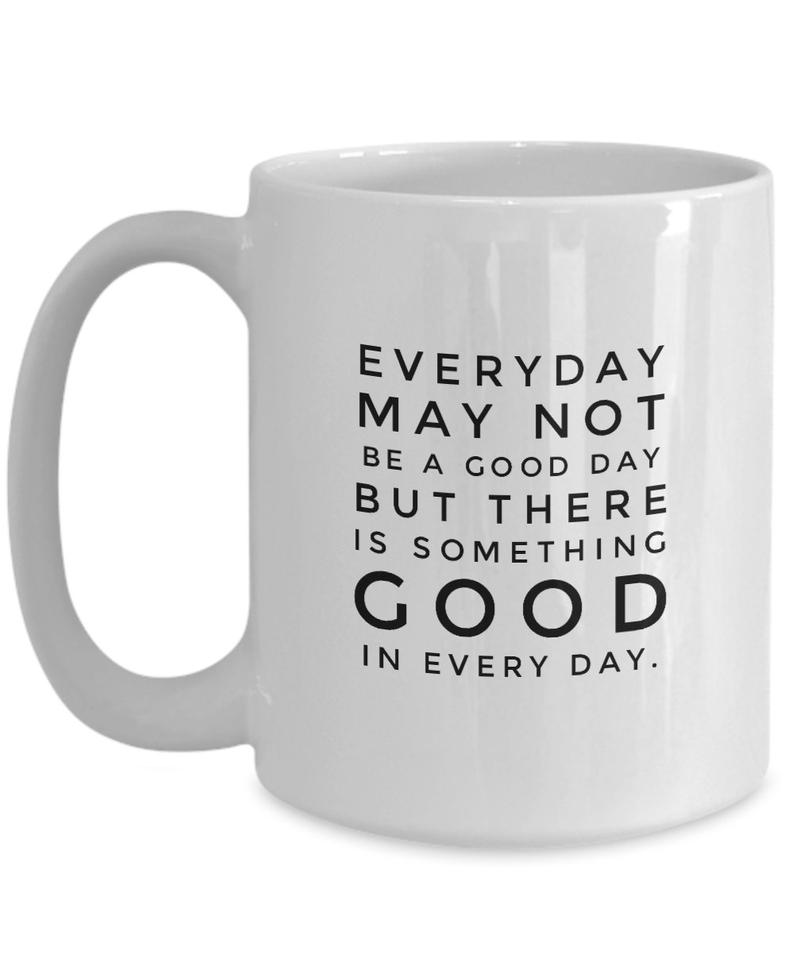 EVERYDAY
MAY NOT
BE A GOOD DAY
BUT THERE
IS SOMETHING
GOOD
IN EVERY DAY.